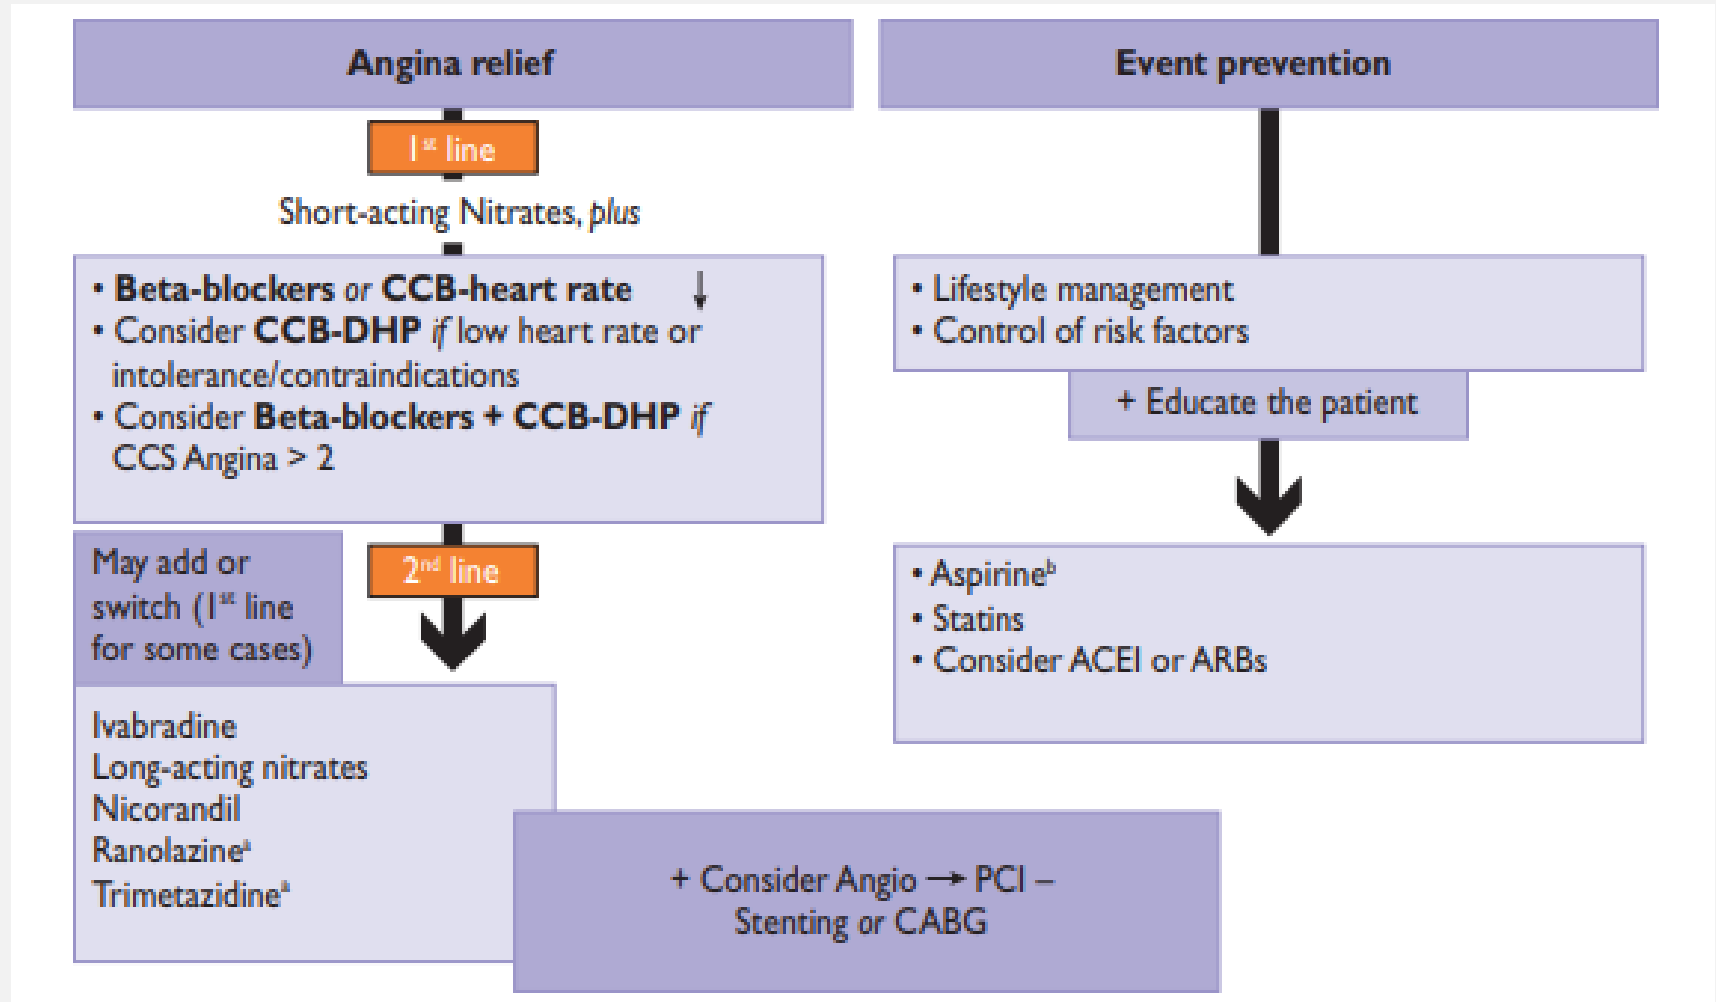 Angina relief
1st line
Short-acting Nitrates, plus
• Beta-blockers or CCB-heart rate ↓
• Consider CCB-DHP if low heart rate or
intolerance/contraindications
• Consider Beta-blockers + CCB-DHP if
CCS Angina > 2
May add or
switch (1st line
for some cases)
2nd line
Ivabradine
Long-acting nitrates
Nicorandil
Ranolazineª
Trimetazidineª
+ Consider Angio → PCI –
Stenting or CABG
Event prevention
• Lifestyle management
• Control of risk factors
+ Educate the patient
• Aspirineᵇ
• Statins
• Consider ACEI or ARBs